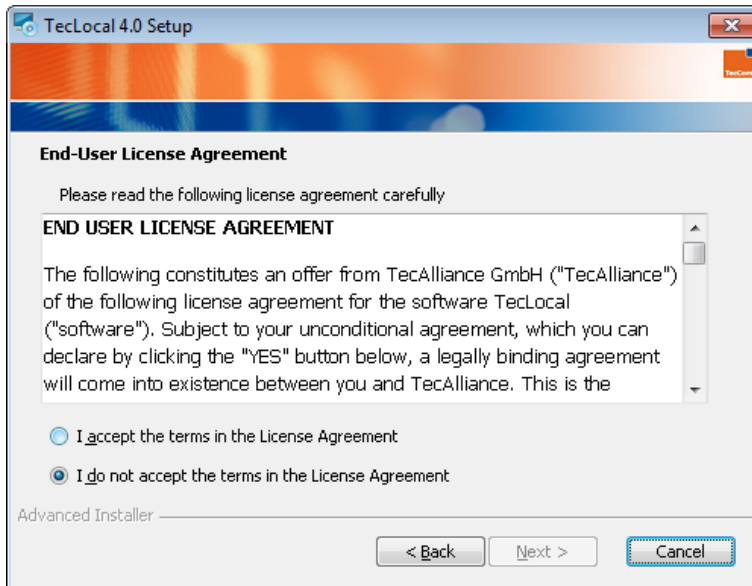 TecLocal 4.0 Setup
TecCom
End-User License Agreement
Please read the following license agreement carefully
END USER LICENSE AGREEMENT
The following constitutes an offer from TecAlliance GmbH ("TecAlliance")
of the following license agreement for the software TecLocal
("software"). Subject to your unconditional agreement, which you can
declare by clicking the "YES" button below, a legally binding agreement
will come into existence between you and TecAlliance. This is the
I accept the terms in the License Agreement
I do not accept the terms in the License Agreement
Advanced Installer
< Back
Next >
Cancel